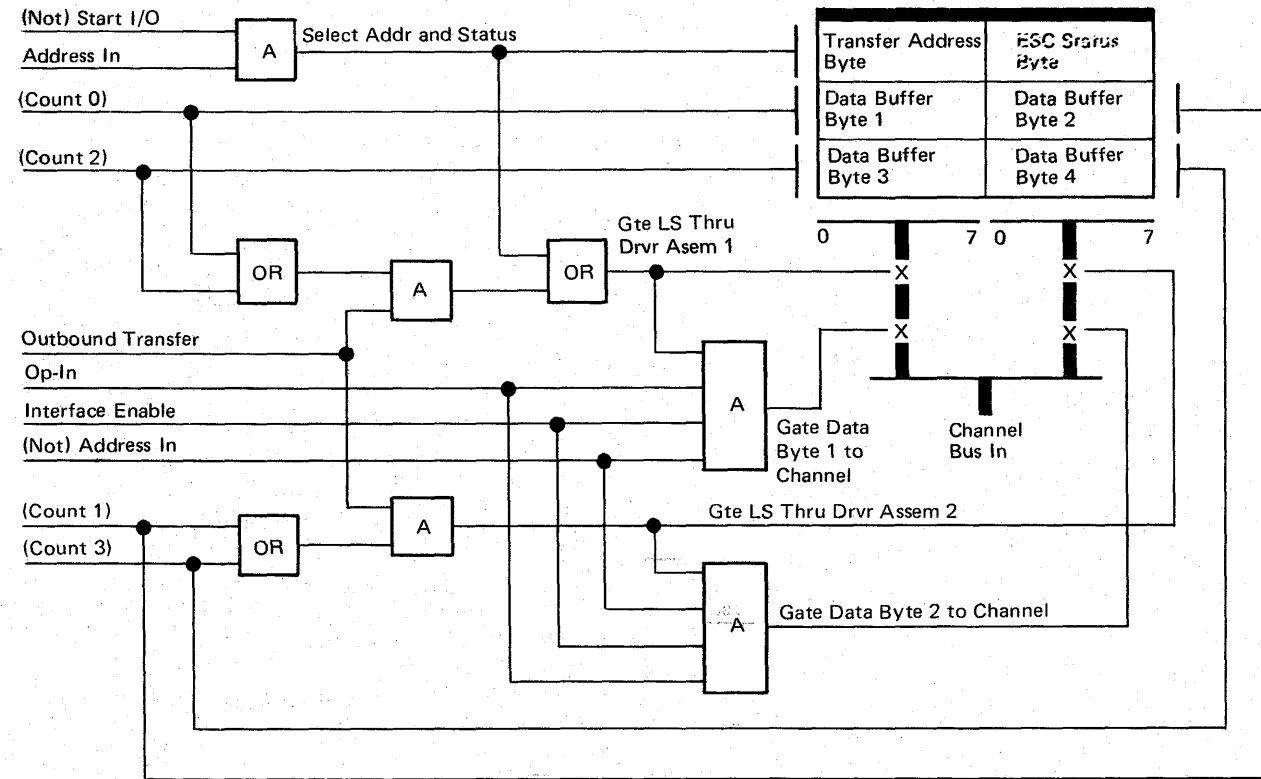 (Not) Start I/O
Address In
A
Select Addr and Status
Transfer Address
Byte
ESC Status
Byte
(Count 0)
Data Buffer
Byte 1
Data Buffer
Byte 2
(Count 2)
Data Buffer
Byte 3
Data Buffer
Byte 4
0
7
0
7
Gte LS Thru
Drvr Asem 1
OR
A
OR
X
X
X
X
Outbound Transfer
Op-In
Interface Enable
(Not) Address In
A
Gate Data
Byte 1 to
Channel
Channel
Bus In
(Count 1)
(Count 3)
OR
A
Gte LS Thru Drvr Assem 2
A
Gate Data Byte 2 to Channel